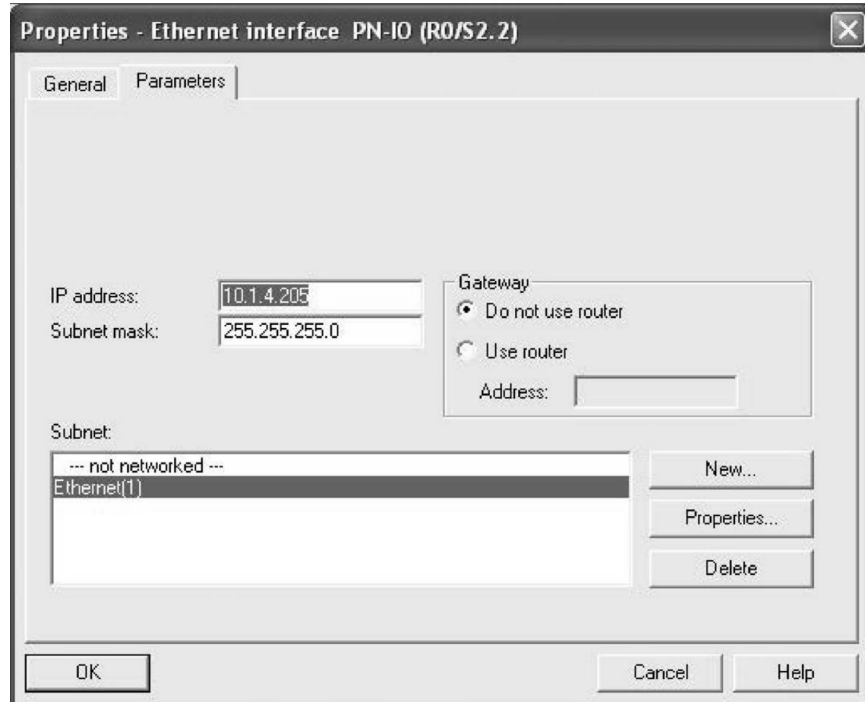 Properties - Ethernet interface PN-IO (R0/S2.2)
General
Parameters
IP address:
10.1.4.205
Subnet mask:
255.255.255.0
Gateway
Do not use router
Use router
Address:
Subnet:
--- not networked ---
Ethernet(1)
New...
Properties...
Delete
OK
Cancel
Help